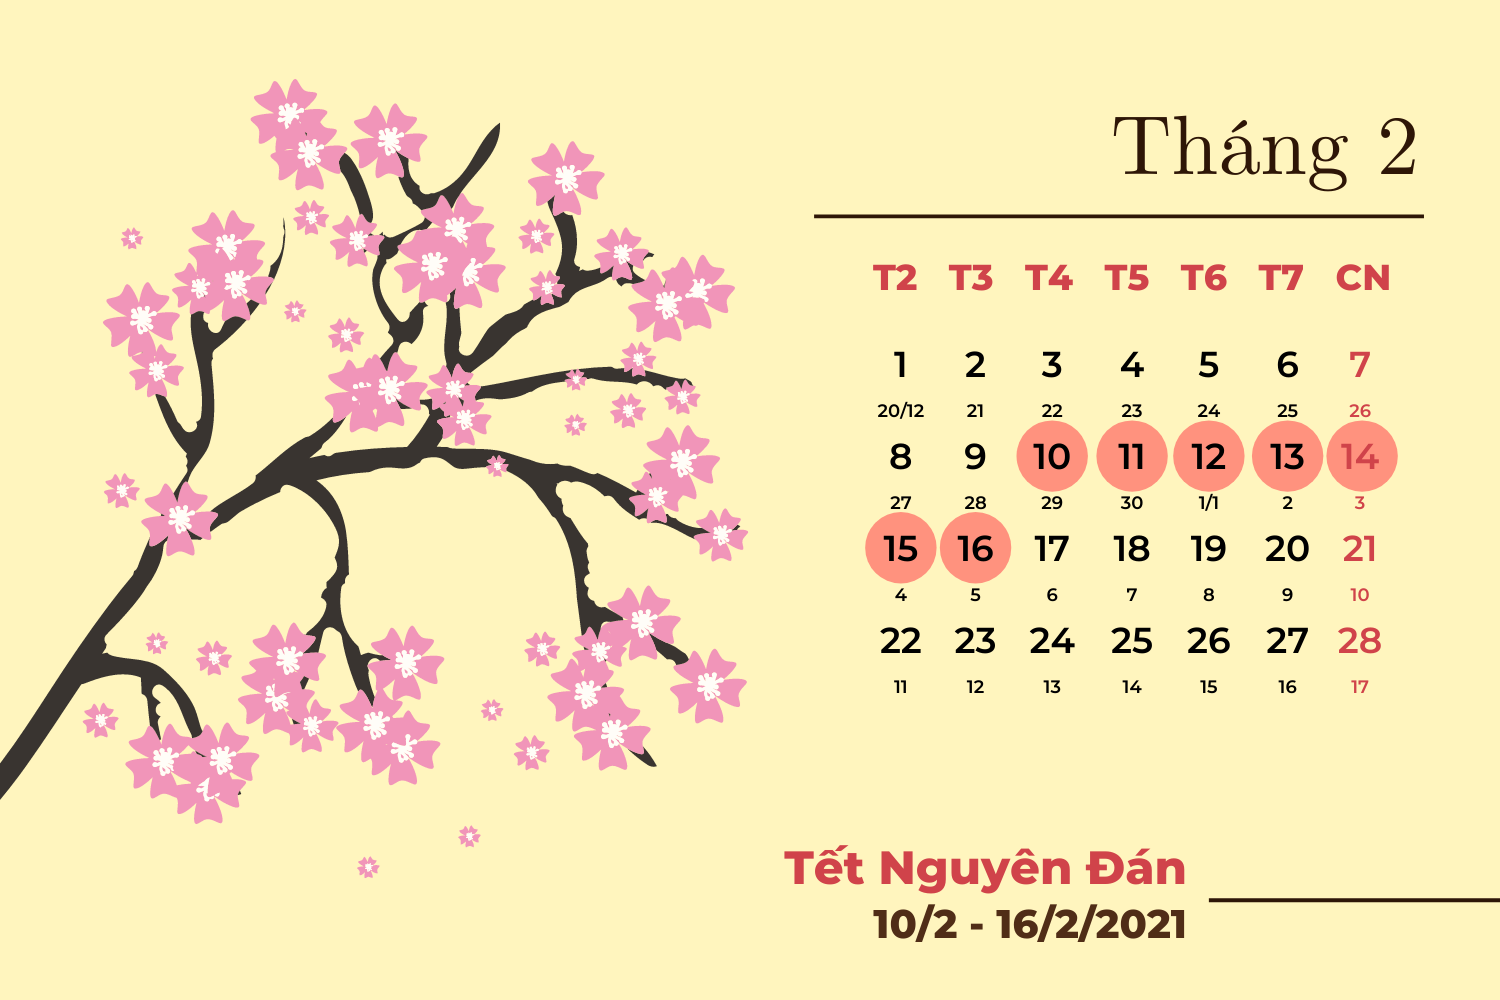 Tháng 2
T2 T3 T4 T5 T6 T7 CN
1 2 3 4 5 6 7
20/12 21 22 23 24 25 26
8 9 10 11 12 13 14
27 28 29 30 1/1 2 3
15 16 17 18 19 20 21
4 5 6 7 8 9 10
22 23 24 25 26 27 28
11 12 13 14 15 16 17
Tết Nguyên Đán
10/2 - 16/2/2021